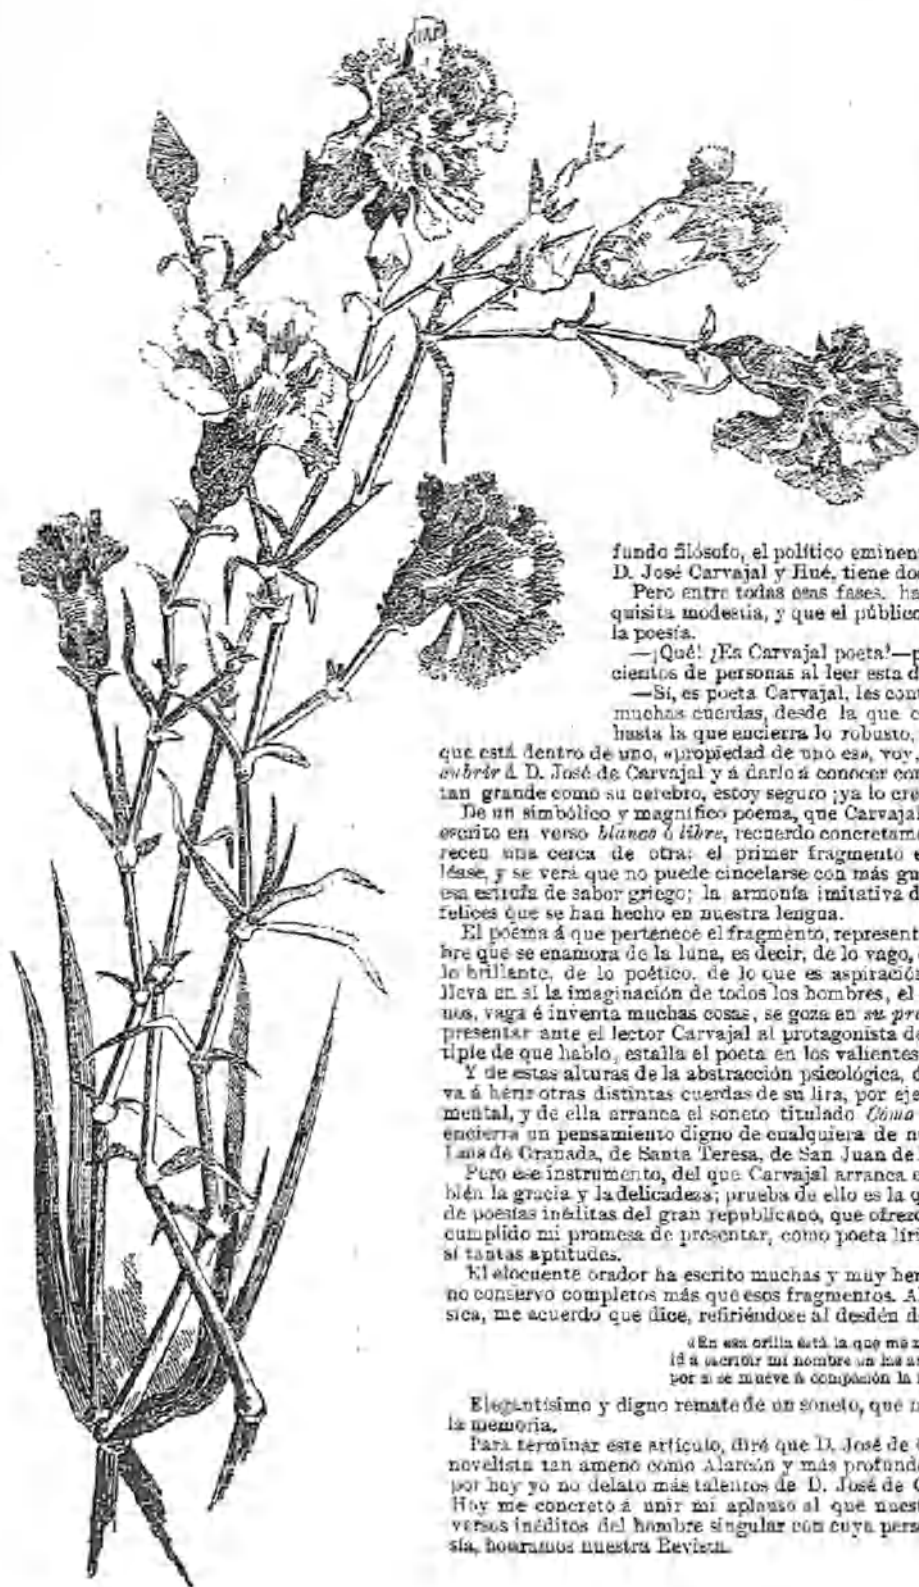 fundo filósofo, el político eminen
D. José Carvajal y Hué, tiene do
Pero entre todas esas fases, ha
quisita modestia, y que el público
la poesía.
—¡Qué! ¿Es Carvajal poeta!—p
cientos de personas al leer esta d
—Sí, es poeta Carvajal, les con
muchas cuerdas, desde la que c
hasta la que encierra lo robusto,
que está dentro de uno, «propiedad de uno es», voy,
cubrir á D. José de Carvajal y á darlo á conocer co
tan grande como su cerebro, estoy seguro ¡ya lo cre
De un simbólico y magnífico poema, que Carvajal
escrito en verso blanco ó libre, recuerdo concretam
recen una cerca de otra: el primer fragmento e
léase, y se verá que no puede cincelarse con más gu
esa estrofa de sabor griego; la armonía imitativa d
felices que se han hecho en nuestra lengua.
El poema á que pertenece el fragmento, represent
bre que se enamora de la luna, es decir, de lo vago,
lo brillante, de lo poético, de lo que es aspiración
lleva en sí la imaginación de todos los hombres, el
nos, vaga é inventa muchas cosas, se goza en su pro
presentar ante el lector Carvajal al protagonista de
tiple de que hablo, estalla el poeta en los valientes
Y de estas alturas de la abstracción psicológica, d
va á herir otras distintas cuerdas de su lira, por eje
mental, y de ella arranca el soneto titulado Cómo
encierra un pensamiento digno de cualquiera de n
Luis de Granada, de Santa Teresa, de San Juan de
Pero ese instrumento, del que Carvajal arranca
bién la gracia y la delicadeza; prueba de ello es la q
de poesías inéditas del gran republicano, que ofrez
cumplido mi promesa de presentar, como poeta líri
sí tantas aptitudes.
El elocuente orador ha escrito muchas y muy her
no conservo completos más que esos fragmentos. Al
sica, me acuerdo que dice, refiriéndose al desdén d
«En esa orilla está la que me
id á escribir mi nombre en las a
por si se mueve á compasión la
Elegantísimo y digno remate de un soneto, que n
la memoria.
Para terminar este artículo, diré que D. José de
novelista tan ameno como Alarcón y más profund
por hoy yo no delato más talentos de D. José de C
Hoy me concreto á unir mi aplauso al que nues
versos inéditos del hombre singular con cuya pers
sía, honramos nuestra Revista.